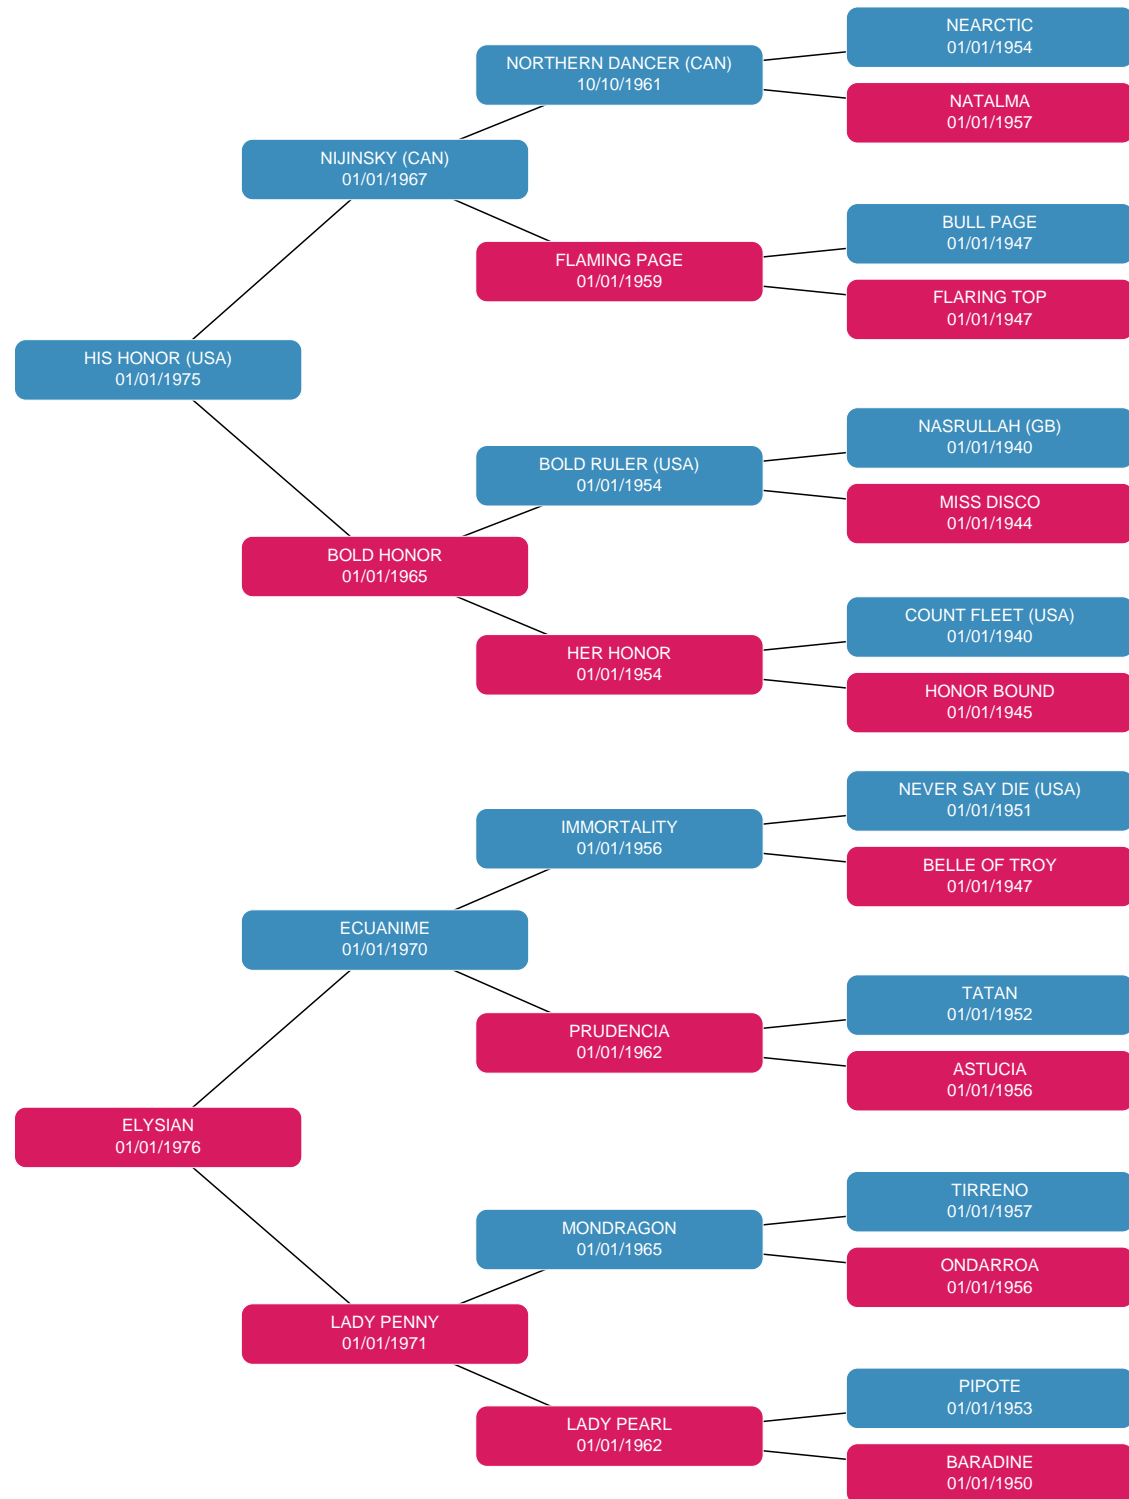 NEARCTIC
01/01/1954
NORTHERN DANCER (CAN)
10/10/1961
NATALMA
01/01/1957
NIJINSKY (CAN)
01/01/1967
BULL PAGE
01/01/1947
FLAMING PAGE
01/01/1959
FLARING TOP
01/01/1947
HIS HONOR (USA)
01/01/1975
NASRULLAH (GB)
01/01/1940
BOLD RULER (USA)
01/01/1954
MISS DISCO
01/01/1944
BOLD HONOR
01/01/1965
COUNT FLEET (USA)
01/01/1940
HER HONOR
01/01/1954
HONOR BOUND
01/01/1945
NEVER SAY DIE (USA)
01/01/1951
IMMORTALITY
01/01/1956
BELLE OF TROY
01/01/1947
ECUANIME
01/01/1970
TATAN
01/01/1952
PRUDENCIA
01/01/1962
ASTUCIA
01/01/1956
ELYSIAN
01/01/1976
TIRRENO
01/01/1957
MONDRAGON
01/01/1965
ONDARROA
01/01/1956
LADY PENNY
01/01/1971
PIPOTE
01/01/1953
LADY PEARL
01/01/1962
BARADINE
01/01/1950